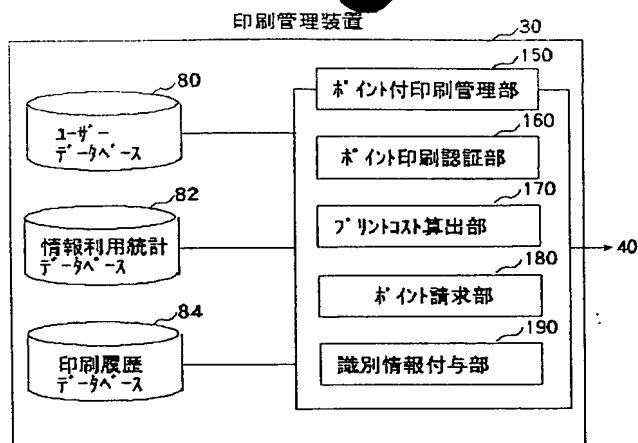 印刷管理装置
30
80
ユーザー
データベース
82
情報利用統計
データベース
84
印刷履歴
データベース
150
ポイント付印刷管理部
160
ポイント印刷認証部
170
プリントコスト算出部
180
ポイント請求部
190
識別情報付与部
40